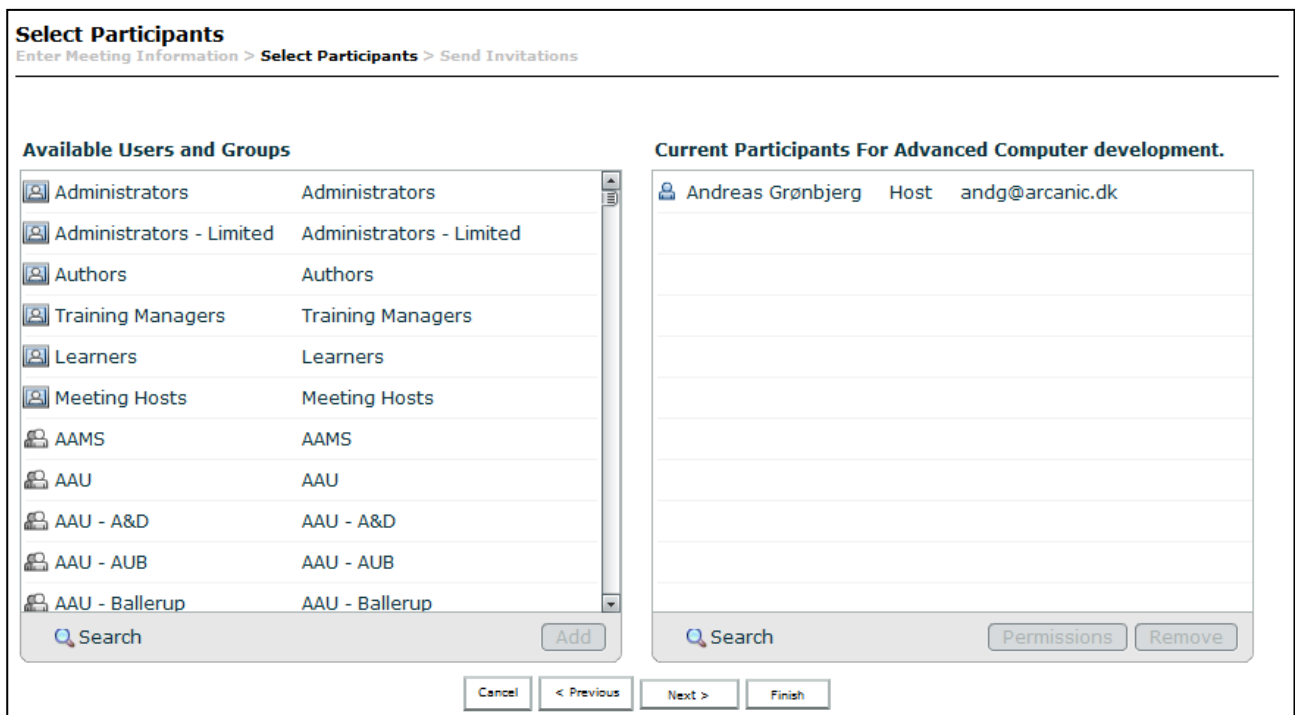 Select Participants
Enter Meeting Information > Select Participants > Send Invitations
Available Users and Groups
Administrators Administrators
Administrators - Limited Administrators - Limited
Authors Authors
Training Managers Training Managers
Learners Learners
Meeting Hosts Meeting Hosts
AAMS AAMS
AAU AAU
AAU - A&D AAU - A&D
AAU - AUB AAU - AUB
AAU - Ballerup AAU - Ballerup
Search Add
Current Participants For Advanced Computer development.
Andreas Grønbjerg Host andg@arcanic.dk
Search Permissions Remove
Cancel < Previous Next > Finish